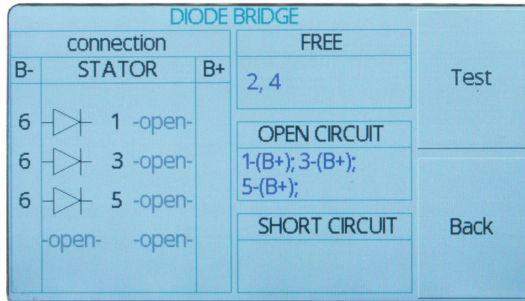 DIODE BRIDGE
connection
B- STATOR B+
6 1 -open-
6 3 -open-
6 5 -open-
-open- -open-
FREE
2, 4
OPEN CIRCUIT
1-(B+); 3-(B+);
5-(B+);
SHORT CIRCUIT
Test
Back